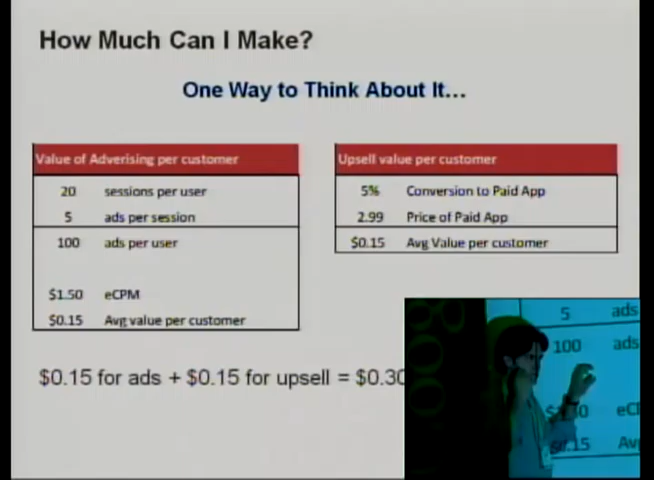 How Much Can I Make?
One Way to Think About It...
Value of Adverising per customer
20 sessions per user
5 ads per session
100 ads per user
$1.50 eCPM
$0.15 Avg value per customer
Upsell value per customer
5% Conversion to Paid App
2.99 Price of Paid App
$0.15 Avg Value per customer
$0.15 for ads + $0.15 for upsell = $0.30
5 ads
100 ads
eCP
$0.15 Av